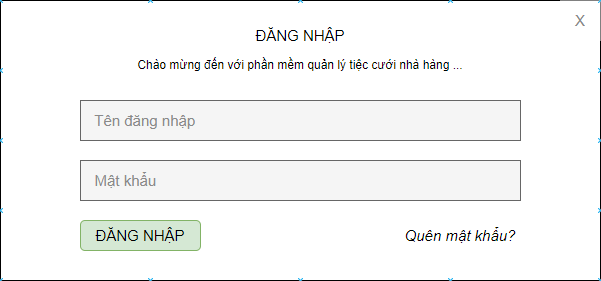 X
ĐĂNG NHẬP
Chào mừng đến với phần mềm quản lý tiệc cưới nhà hàng ...
Tên đăng nhập
Mật khẩu
ĐĂNG NHẬP
Quên mật khẩu?